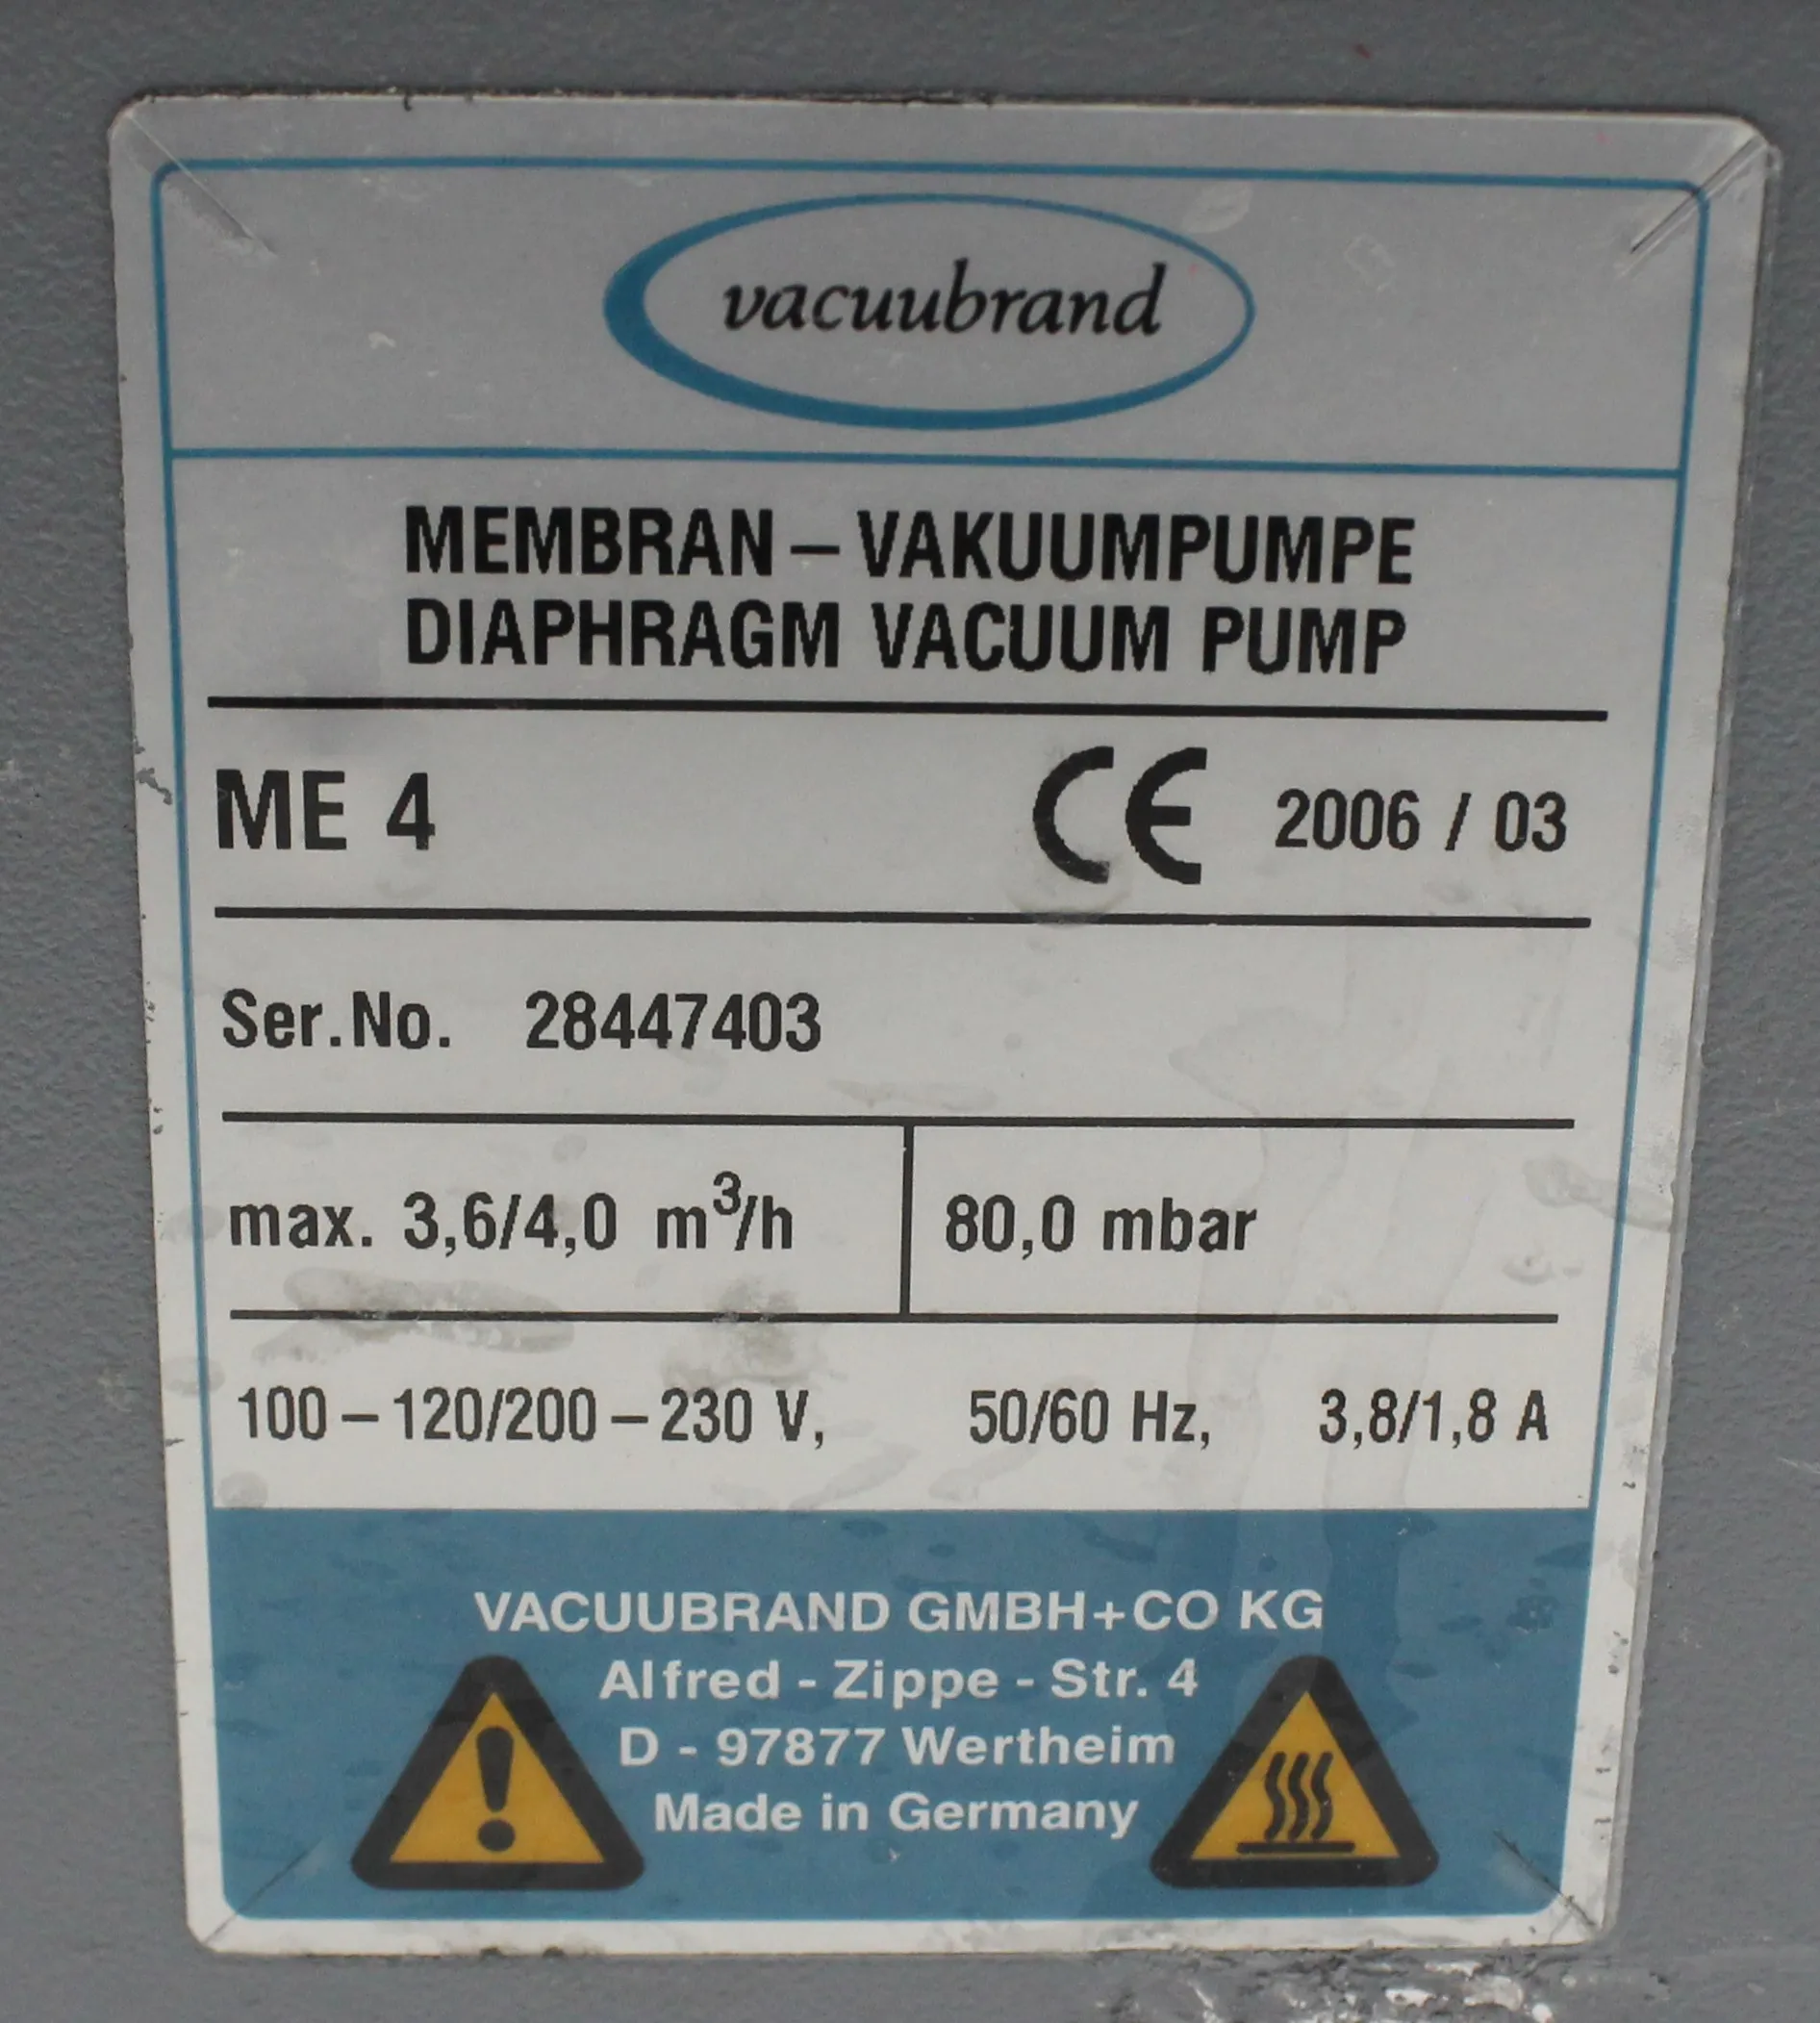 vacuubrand
MEMBRAN – VAKUUMPUMPE
DIAPHRAGM VACUUM PUMP
ME 4 CE 2006 / 03
Ser.No. 28447403
max. 3,6/4,0 m³/h 80,0 mbar
100 – 120/200 – 230 V, 50/60 Hz, 3,8/1,8 A
VACUUBRAND GMBH+CO KG
Alfred - Zippe - Str. 4
D - 97877 Wertheim
Made in Germany